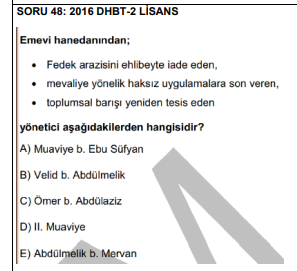 SORU 48: 2016 DHBT-2 LİSANS
Emevi hanedanından;
• Fedek arazisini ehlibeyte iade eden,
• mevaliye yönelik haksız uygulamalara son veren,
• toplumsal barışı yeniden tesis eden
yönetici aşağıdakilerden hangisidir?
A) Muaviye b. Ebu Süfyan
B) Velid b. Abdülmelik
C) Ömer b. Abdülaziz
D) II. Muaviye
E) Abdülmelik b. Mervan